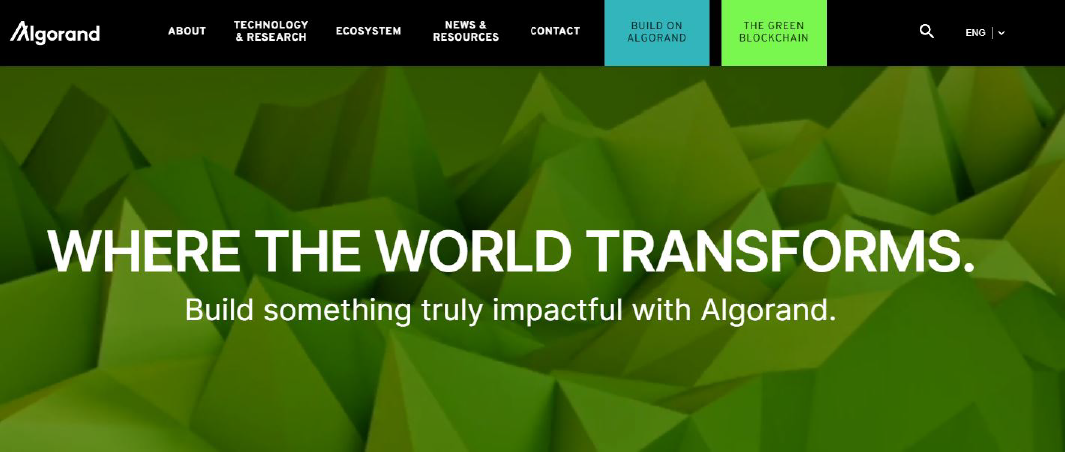 Algorand
ABOUT
TECHNOLOGY
& RESEARCH
ECOSYSTEM
NEWS &
RESOURCES
CONTACT
BUILD ON
ALGORAND
THE GREEN
BLOCKCHAIN
ENG
WHERE THE WORLD TRANSFORMS.
Build something truly impactful with Algorand.